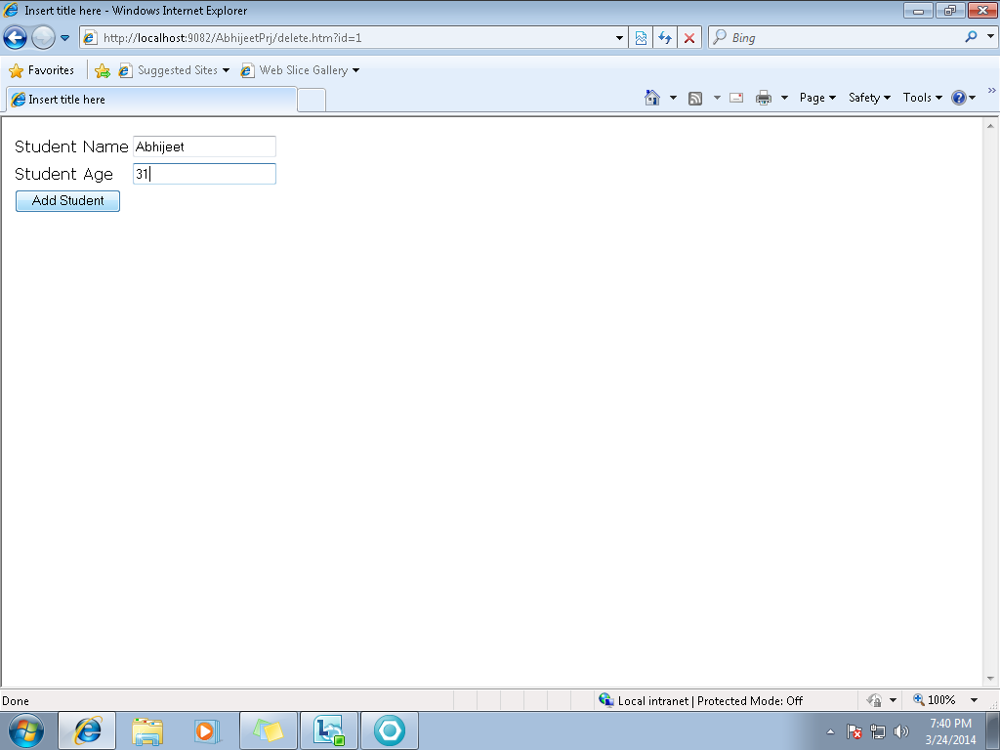 Insert title here - Windows Internet Explorer
http://localhost:9082/AbhijeetPrj/delete.htm?id=1
Bing
Favorites
Suggested Sites
Web Slice Gallery
Insert title here
Page
Safety
Tools
»
Student Name Abhijeet
Student Age 31
Add Student
Done
Local intranet | Protected Mode: Off
100%
7:40 PM
3/24/2014